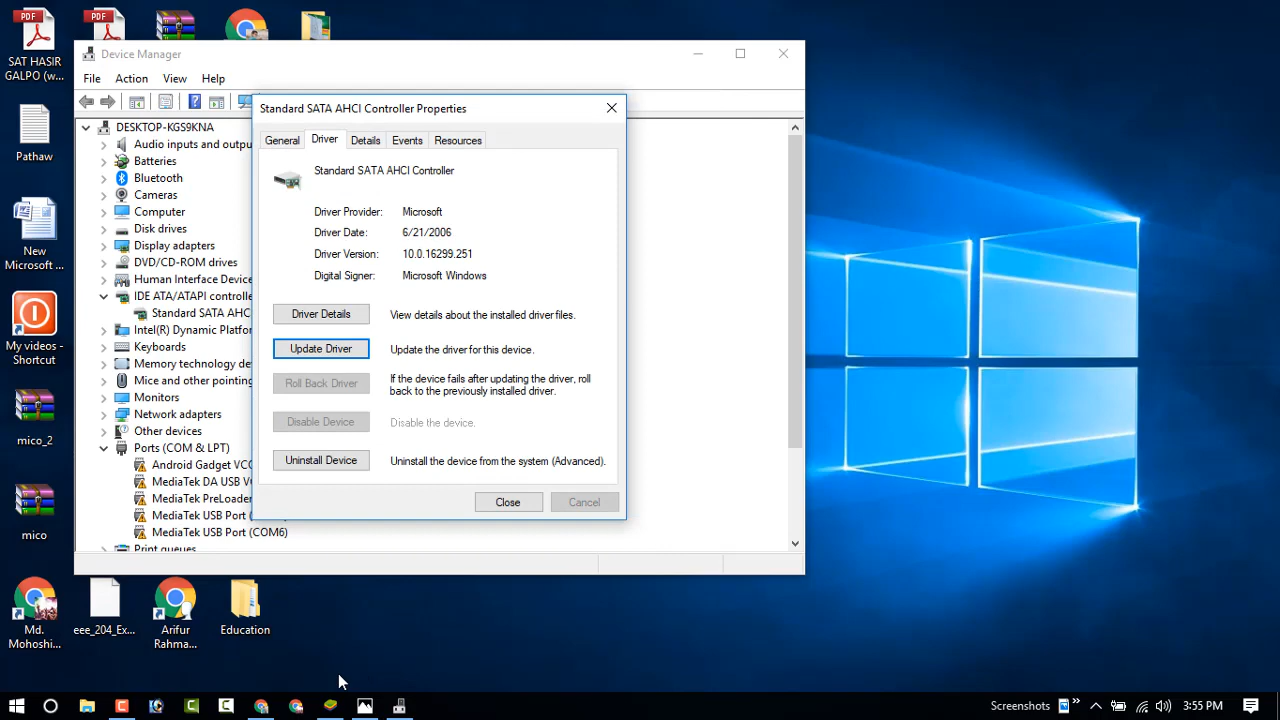 SAT HASIR
GALPO (w...
Pathaw
New
Microsoft ...
My videos -
Shortcut
mico_2
mico
Md.
Mohoshi...
eee_204_Ex...
Arifur
Rahma...
Education
Device Manager
File Action View Help
DESKTOP-KGS9KNA
Audio inputs and outpu
Batteries
Bluetooth
Cameras
Computer
Disk drives
Display adapters
DVD/CD-ROM drives
Human Interface Device
IDE ATA/ATAPI controlle
Standard SATA AHC
Intel(R) Dynamic Platfor
Keyboards
Memory technology de
Mice and other pointing
Monitors
Network adapters
Other devices
Ports (COM & LPT)
Android Gadget VCO
MediaTek DA USB V
MediaTek PreLoade
MediaTek USB Port (
MediaTek USB Port (COM6)
Print queues
Standard SATA AHCI Controller Properties
General Driver Details Events Resources
Standard SATA AHCI Controller
Driver Provider: Microsoft
Driver Date: 6/21/2006
Driver Version: 10.0.16299.251
Digital Signer: Microsoft Windows
Driver Details View details about the installed driver files.
Update Driver Update the driver for this device.
Roll Back Driver If the device fails after updating the driver, roll
back to the previously installed driver.
Disable Device Disable the device.
Uninstall Device Uninstall the device from the system (Advanced).
Close Cancel
Screenshots » 3:55 PM